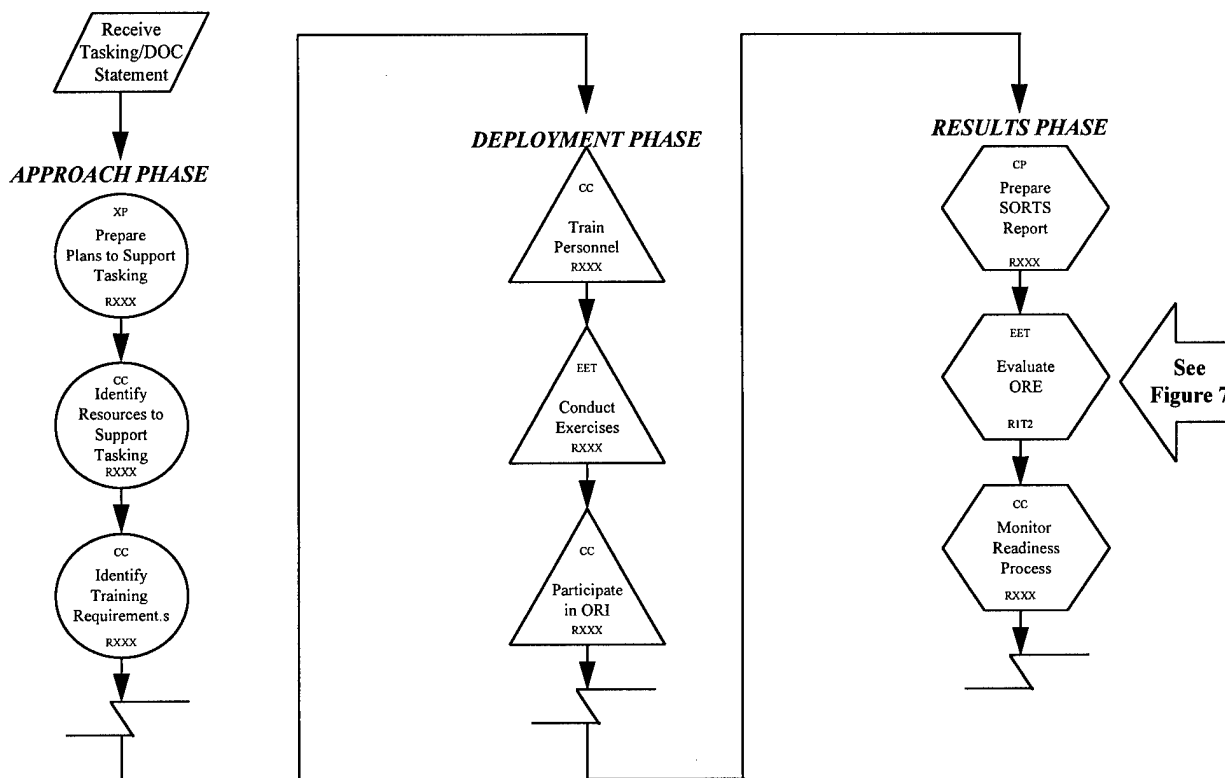 Receive
Tasking/DOC
Statement
APPROACH PHASE
XP
Prepare
Plans to Support
Tasking
RXXX
CC
Identify
Resources to
Support
Tasking
RXXX
CC
Identify
Training
Requirement.s
RXXX
DEPLOYMENT PHASE
CC
Train
Personnel
RXXX
EET
Conduct
Exercises
RXXX
CC
Participate
in ORI
RXXX
RESULTS PHASE
CP
Prepare
SORTS
Report
RXXX
EET
Evaluate
ORE
R1T2
CC
Monitor
Readiness
Process
RXXX
See
Figure 7